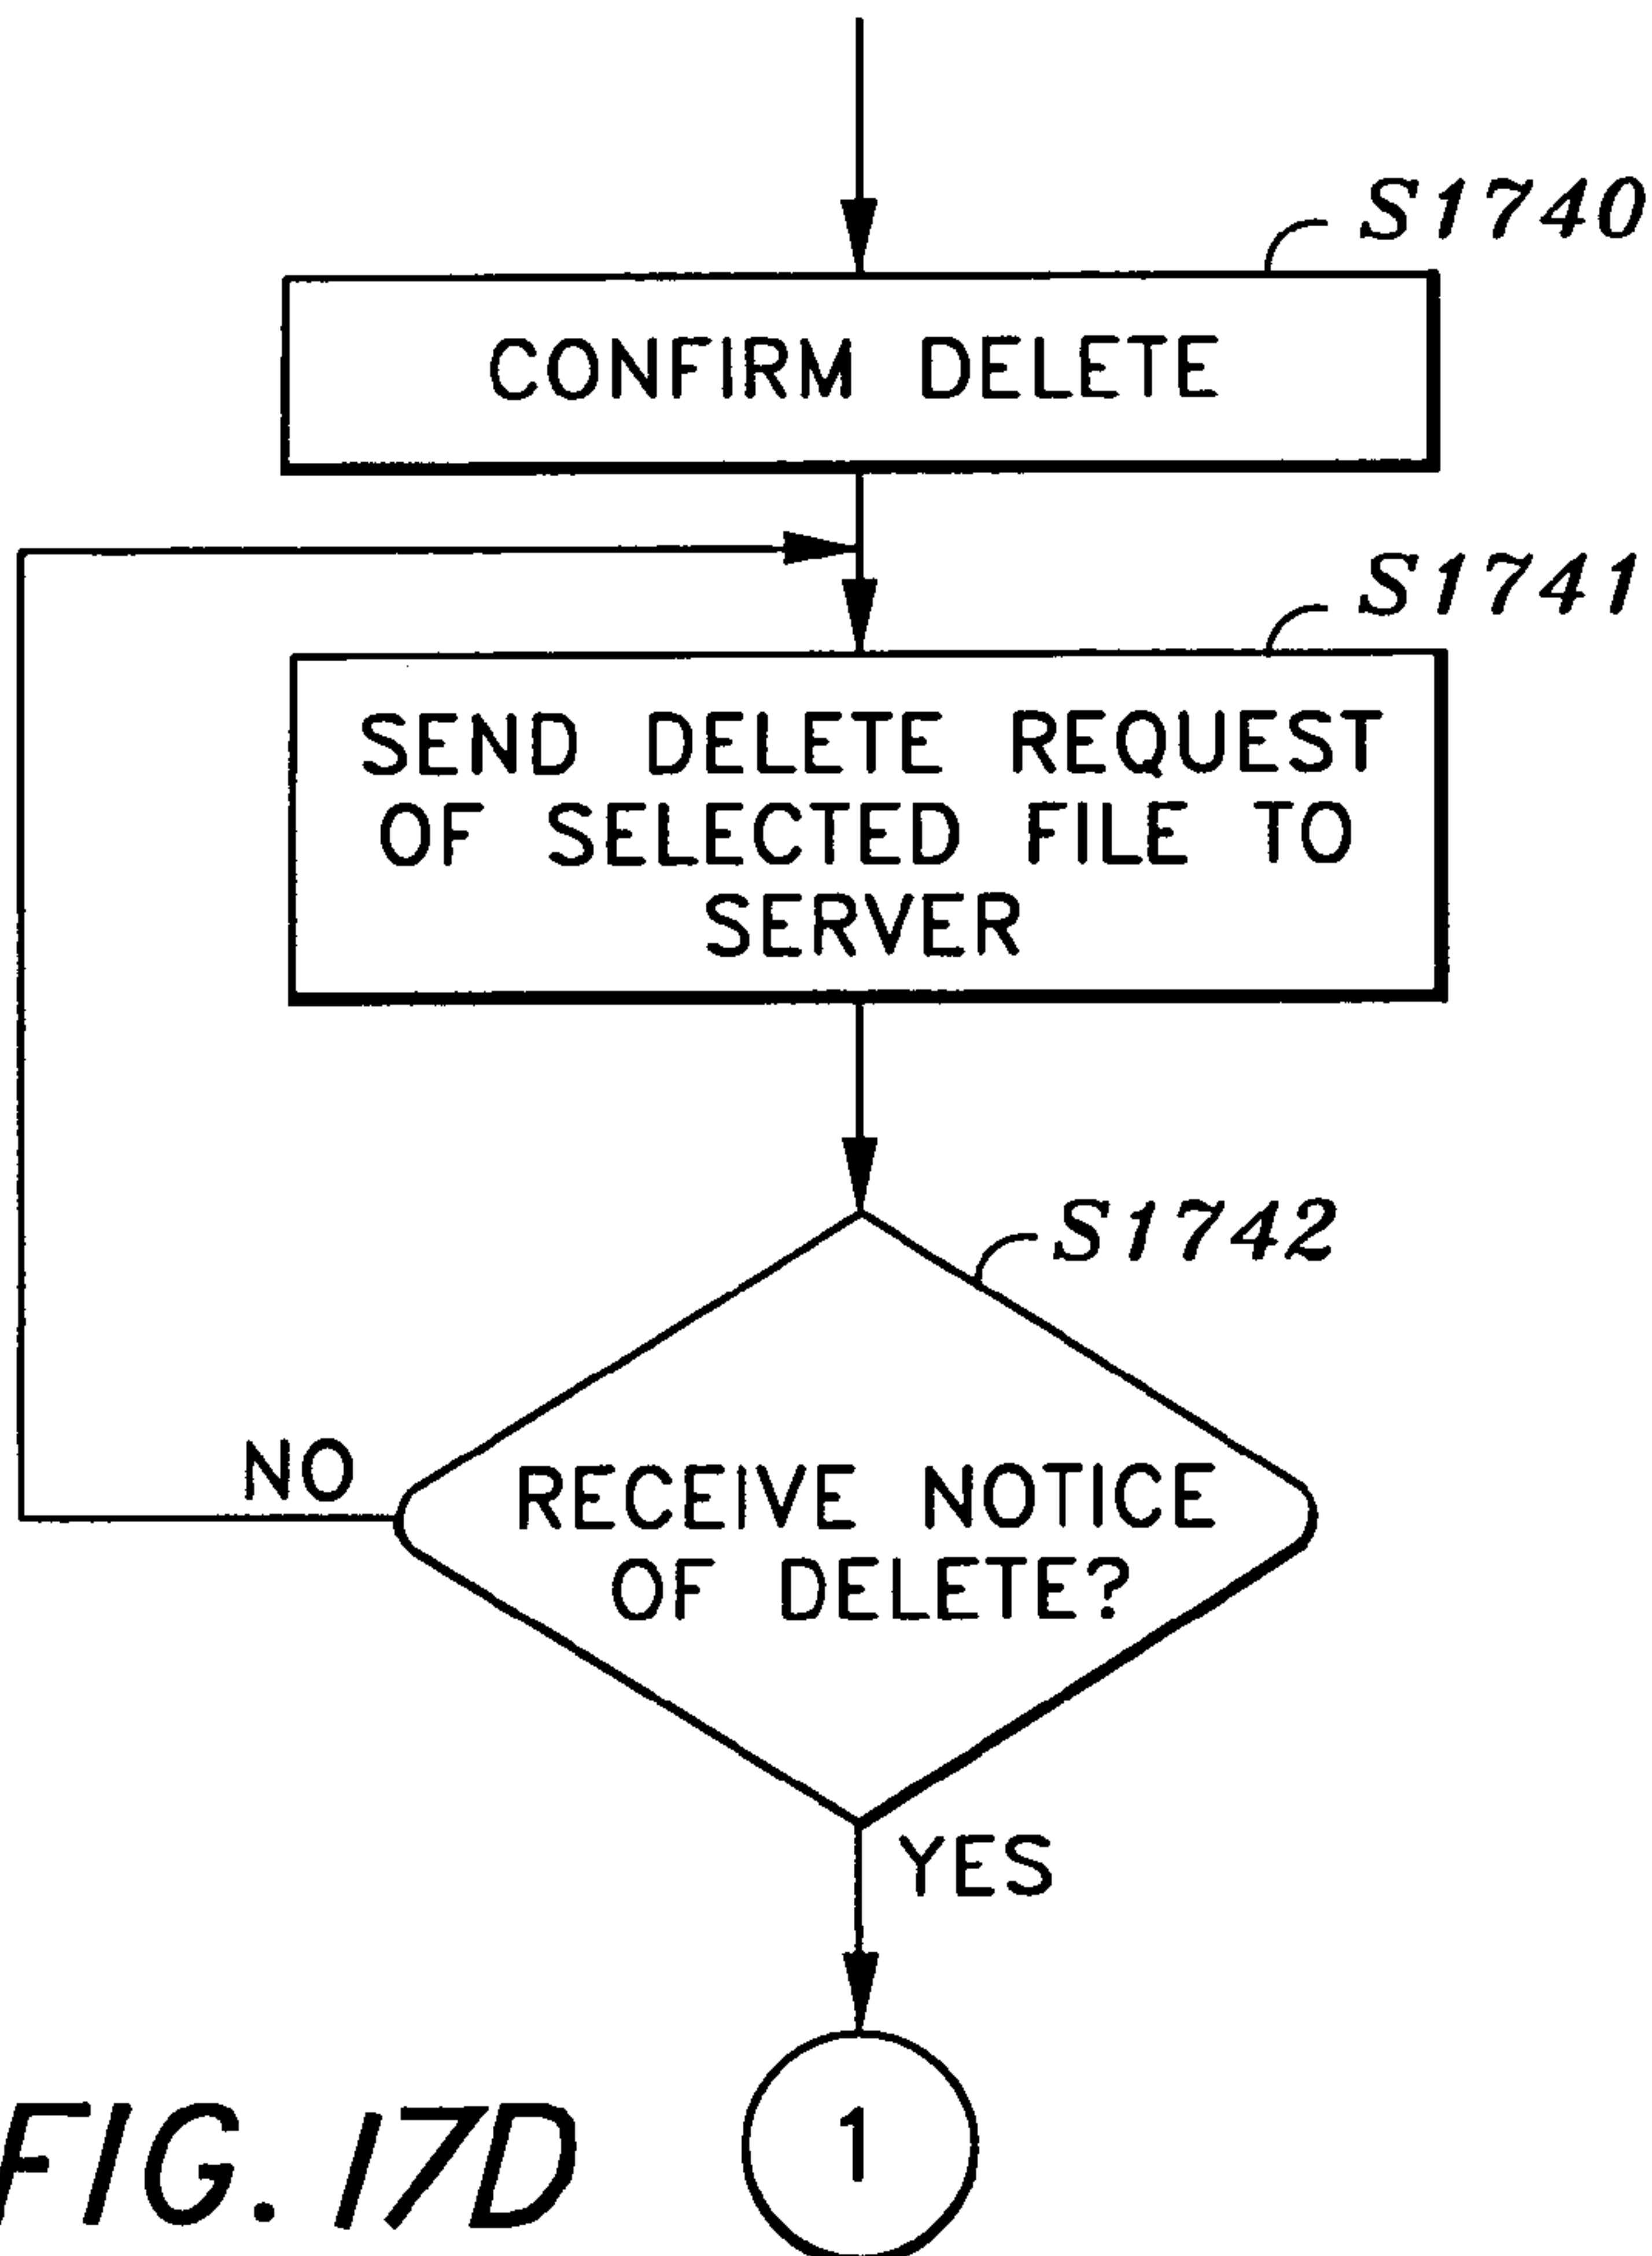 S1740
CONFIRM DELETE
S1741
SEND DELETE REQUEST
OF SELECTED FILE TO
SERVER
S1742
NO
RECEIVE NOTICE
OF DELETE?
YES
1
FIG. 17D